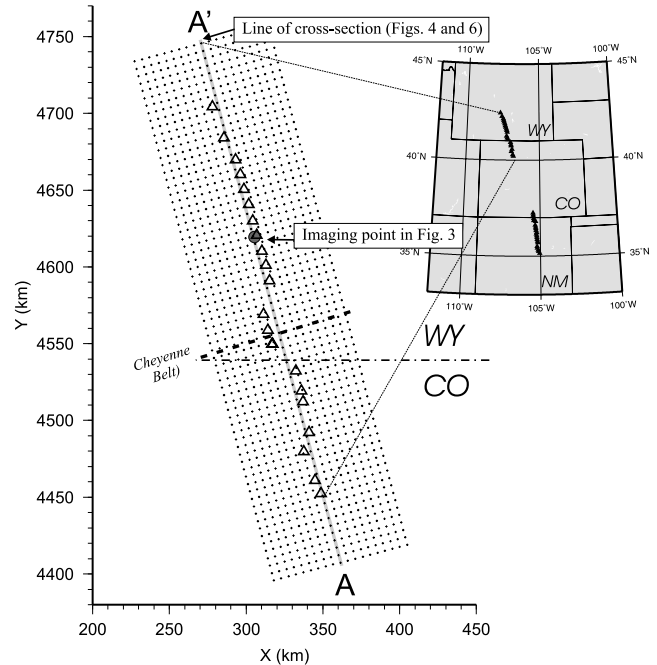 A'
Line of cross-section (Figs. 4 and 6)
Imaging point in Fig. 3
Cheyenne
Belt)
WY
CO
A
4750
4700
4650
4600
4550
4500
4450
4400
Y (km)
200
250
300
350
400
450
X (km)
110˚W
105˚W
100˚W
45˚N
45˚N
WY
40˚N
40˚N
CO
35˚N
35˚N
NM
110˚W
105˚W
100˚W